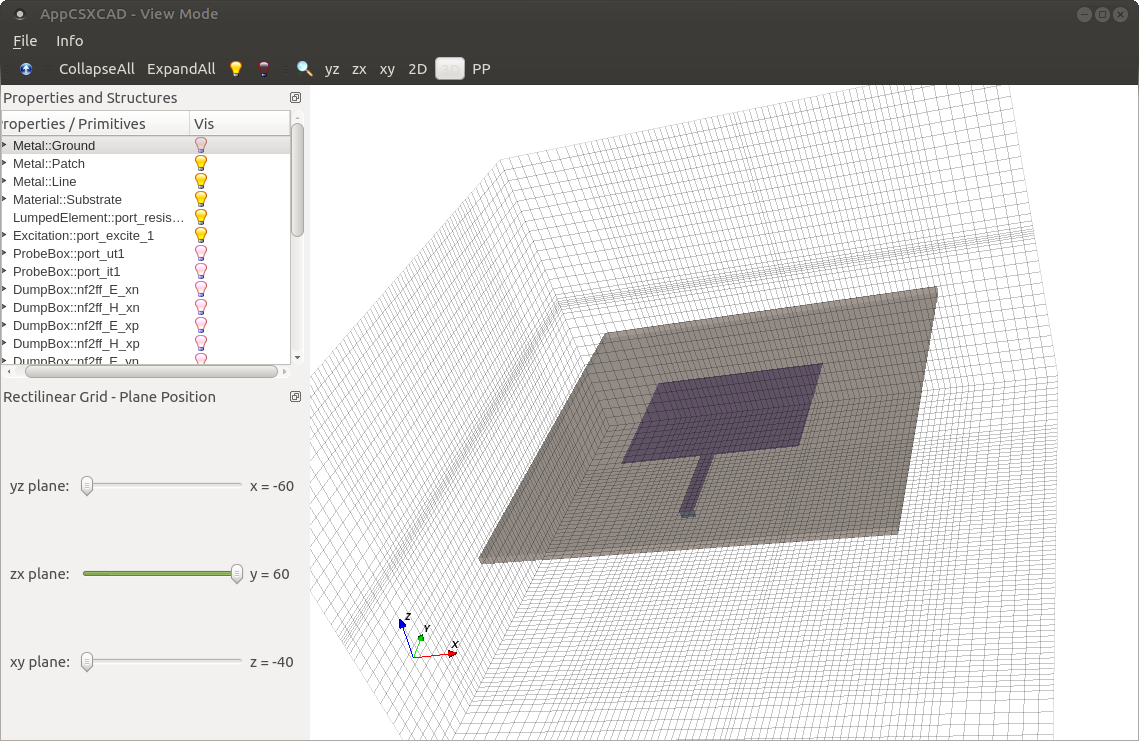 AppCSXCAD - View Mode
File Info
CollapseAll ExpandAll yz zx xy 2D 3D PP
Properties and Structures
roperties / Primitives Vis
Metal::Ground
Metal::Patch
Metal::Line
Material::Substrate
LumpedElement::port_resis...
Excitation::port_excite_1
ProbeBox::port_ut1
ProbeBox::port_it1
DumpBox::nf2ff_E_xn
DumpBox::nf2ff_H_xn
DumpBox::nf2ff_E_xp
DumpBox::nf2ff_H_xp
DumpBox::nf2ff_E_yn
Rectilinear Grid - Plane Position
yz plane: x = -60
zx plane: y = 60
xy plane: z = -40
Z
Y
X